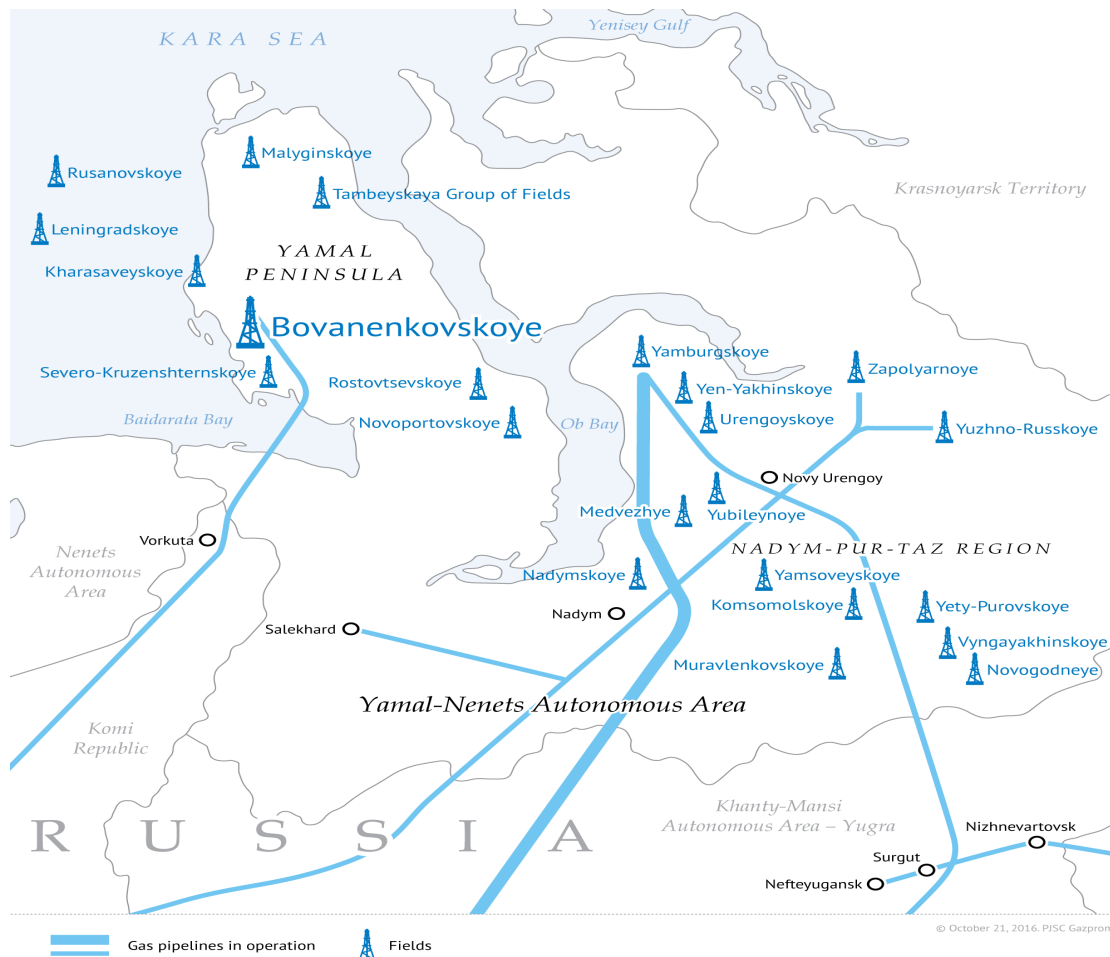 KARA SEA
Yenisey Gulf
Malyginskoye
Rusanovskoye
Tambeyskaya Group of Fields
Krasnoyarsk Territory
Leningradskoye
YAMAL
PENINSULA
Kharasaveyskoye
Bovanenkovskoye
Yamburgskoye
Severo-Kruzenshternskoye
Zapolyarnoye
Rostovtsevskoye
Yen-Yakhinskoye
Baidarata Bay
Novoportovskoye
Ob Bay
Urengoyskoye
Yuzhno-Russkoye
Novy Urengoy
Medvezhye
Yubileynoye
Vorkuta
Nenets
Autonomous
Area
NADYM-PUR-TAZ REGION
Nadymskoye
Yamsoveyskoye
Komsomolskoye
Yety-Purovskoye
Nadym
Salekhard
Vyngayakhinskoye
Muravlenkovskoye
Novogodneye
Yamal-Nenets Autonomous Area
Komi
Republic
RUSSIA
Khanty-Mansi
Autonomous Area – Yugra
Nizhnevartovsk
Surgut
Nefteyugansk
© October 21, 2016. PJSC Gazprom
Gas pipelines in operation
Fields